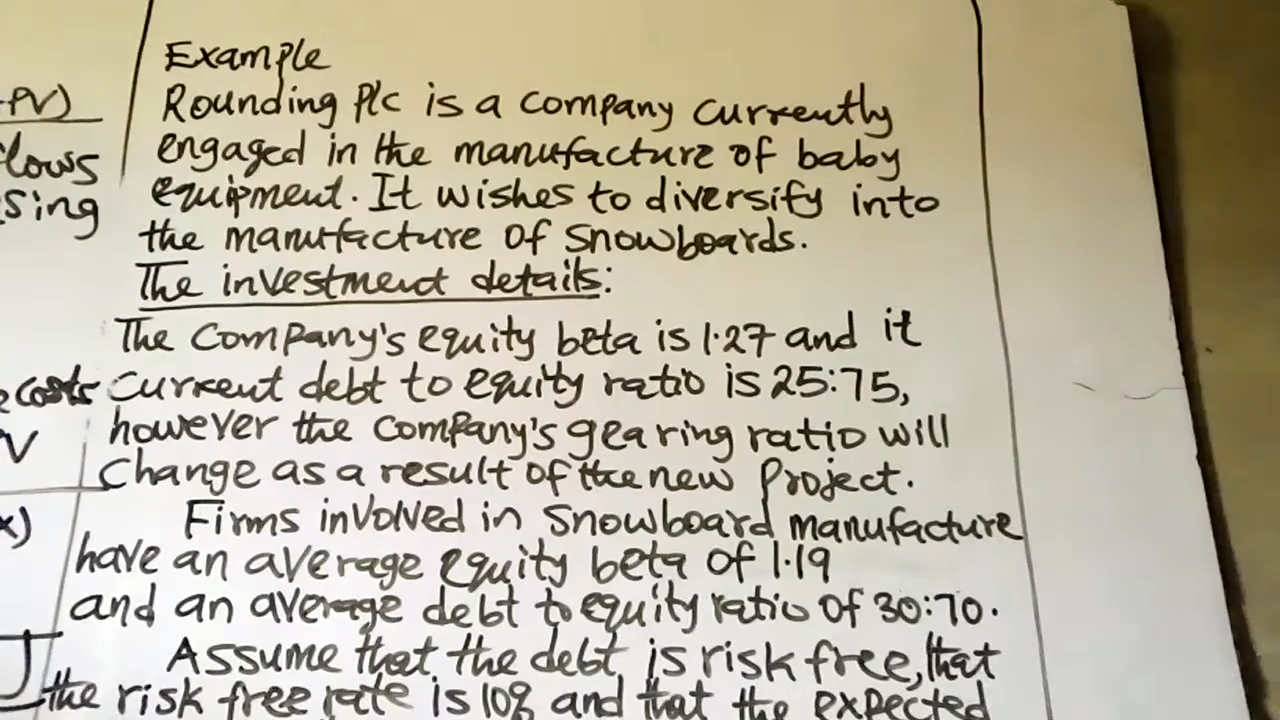 Example
Rounding Plc is a company currently
engaged in the manufacture of baby
equipment. It wishes to diversify into
the manufacture of snowboards.
The investment details:
The Company's equity beta is 1.27 and it
current debt to equity ratio is 25:75,
however the company's gearing ratio will
change as a result of the new project.
Firms involved in snowboard manufacture
have an average equity beta of 1.19
and an average debt to equity ratio of 30:70.
Assume that the debt is risk free, that
the risk free rate is 10% and that the expected
PV)
lows
sing
costs
V
x)